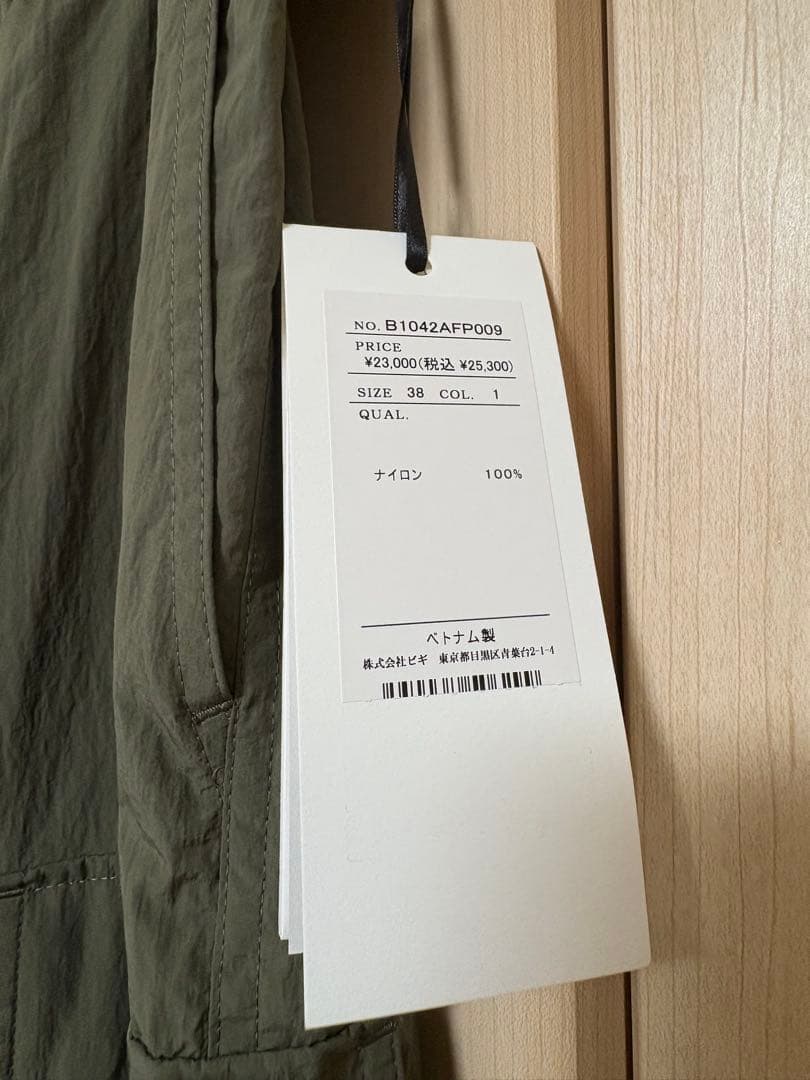 NO. B1042AFP009
PRICE
¥23,000(税込 ¥25,300)
SIZE 38 COL. 1
QUAL.
ナイロン 100%
ベトナム製
株式会社ビギ 東京都目黒区青葉台2-1-4